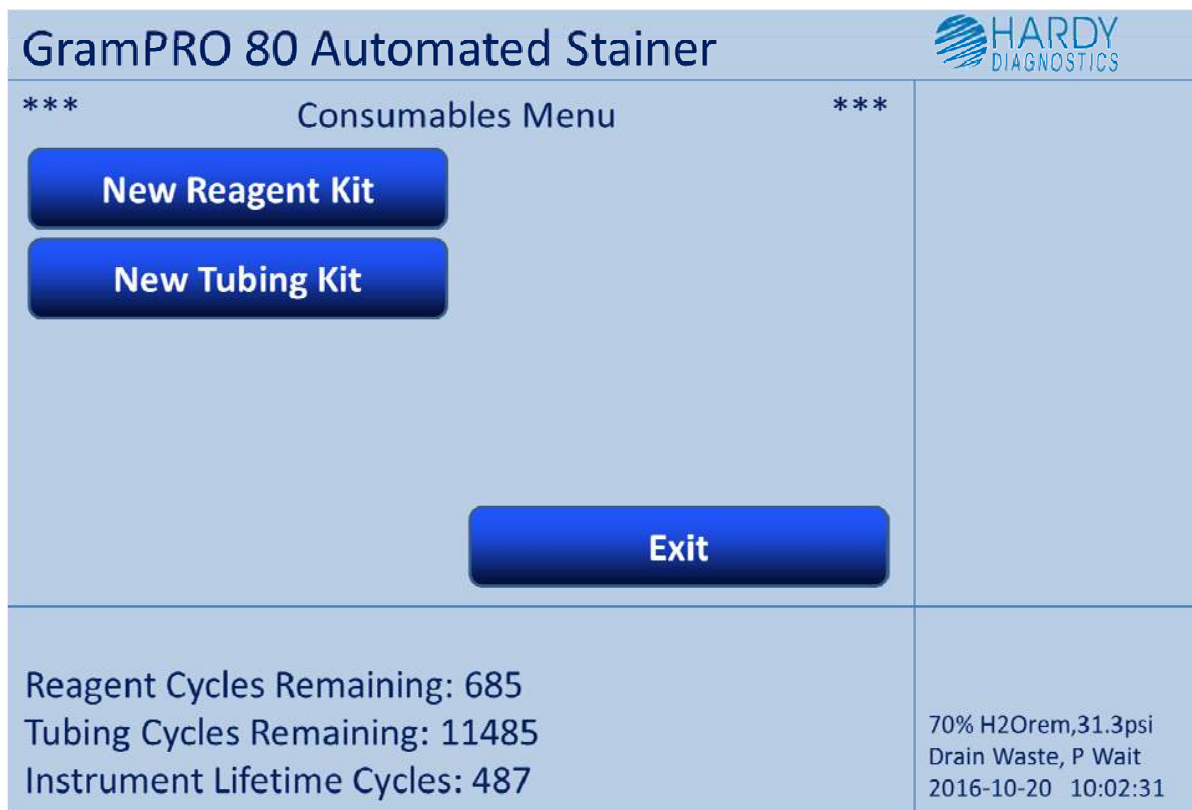 GramPRO 80 Automated Stainer
HARDY
DIAGNOSTICS
*** Consumables Menu ***
New Reagent Kit
New Tubing Kit
Exit
Reagent Cycles Remaining: 685
Tubing Cycles Remaining: 11485
Instrument Lifetime Cycles: 487
70% H2Orem,31.3psi
Drain Waste, P Wait
2016-10-20 10:02:31